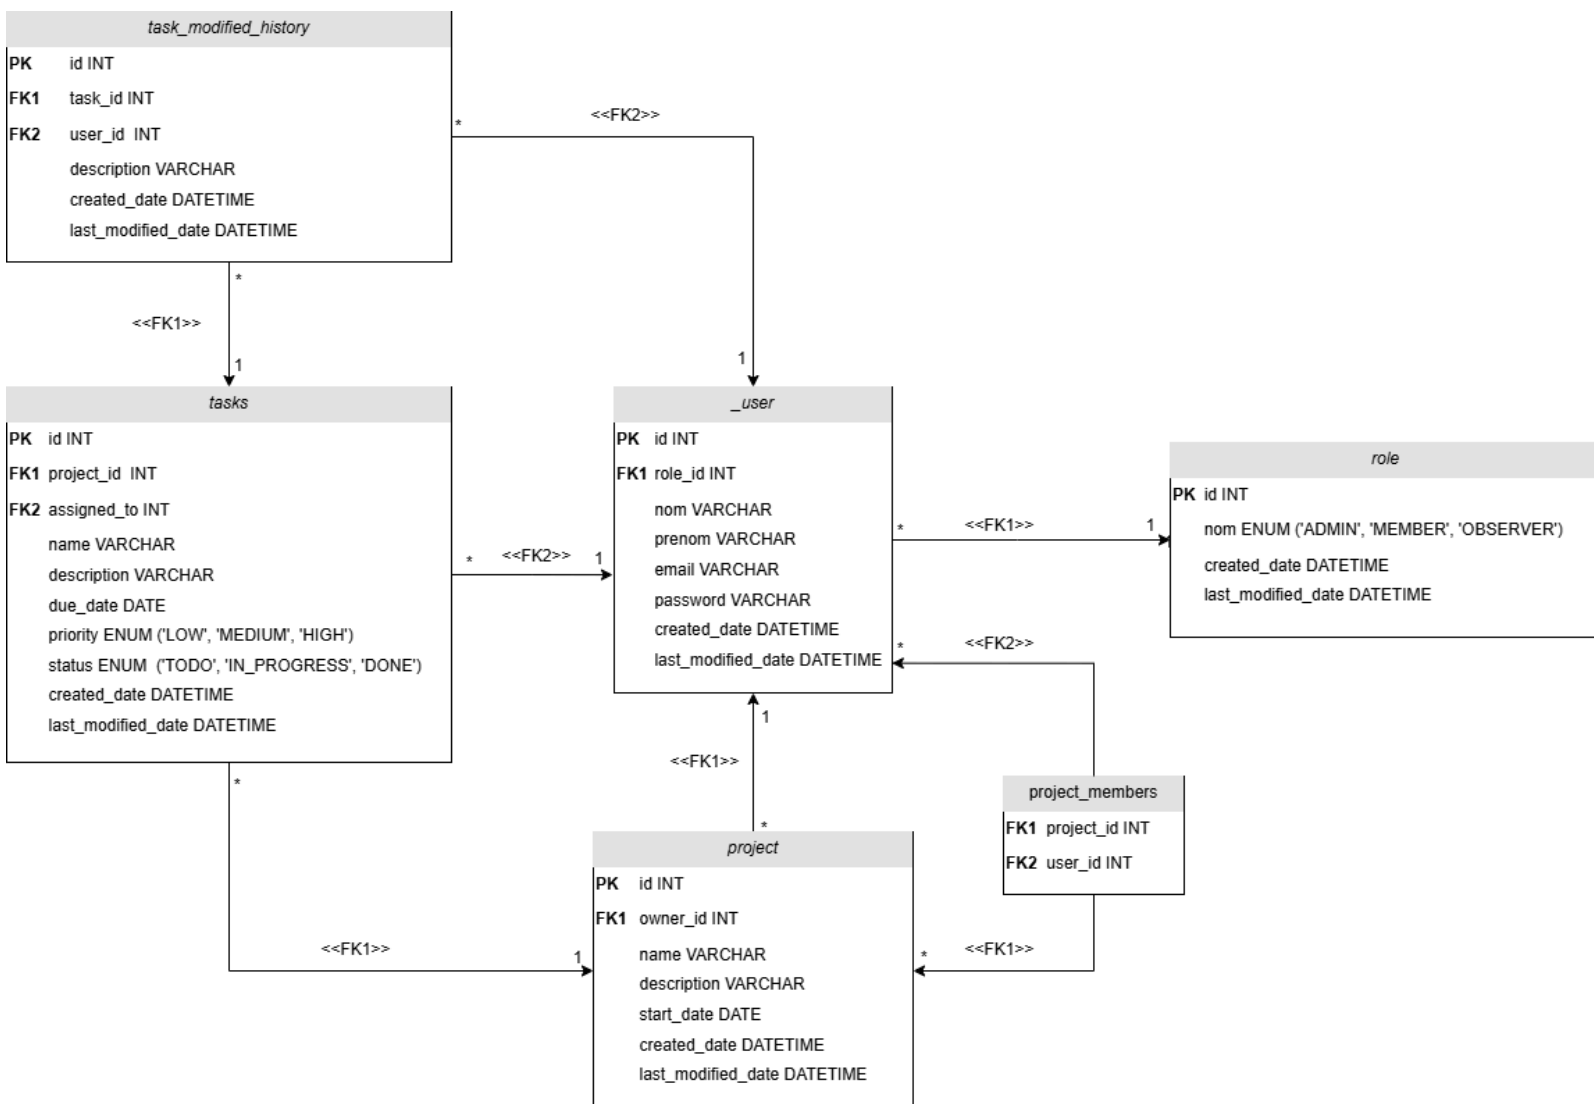 task_modified_history
PK id INT
FK1 task_id INT
FK2 user_id INT
description VARCHAR
created_date DATETIME
last_modified_date DATETIME
* <<FK2>>
1
*
<<FK1>>
1
tasks
PK id INT
FK1 project_id INT
FK2 assigned_to INT
name VARCHAR
description VARCHAR
due_date DATE
priority ENUM ('LOW', 'MEDIUM', 'HIGH')
status ENUM ('TODO', 'IN_PROGRESS', 'DONE')
created_date DATETIME
last_modified_date DATETIME
* <<FK2>> 1
_user
PK id INT
FK1 role_id INT
nom VARCHAR
prenom VARCHAR
email VARCHAR
password VARCHAR
created_date DATETIME
last_modified_date DATETIME
* <<FK1>> 1
role
PK id INT
nom ENUM ('ADMIN', 'MEMBER', 'OBSERVER')
created_date DATETIME
last_modified_date DATETIME
* <<FK2>>
1
<<FK1>>
*
project_members
FK1 project_id INT
FK2 user_id INT
* <<FK1>>
*
<<FK1>> 1
project
PK id INT
FK1 owner_id INT
name VARCHAR
description VARCHAR
start_date DATE
created_date DATETIME
last_modified_date DATETIME